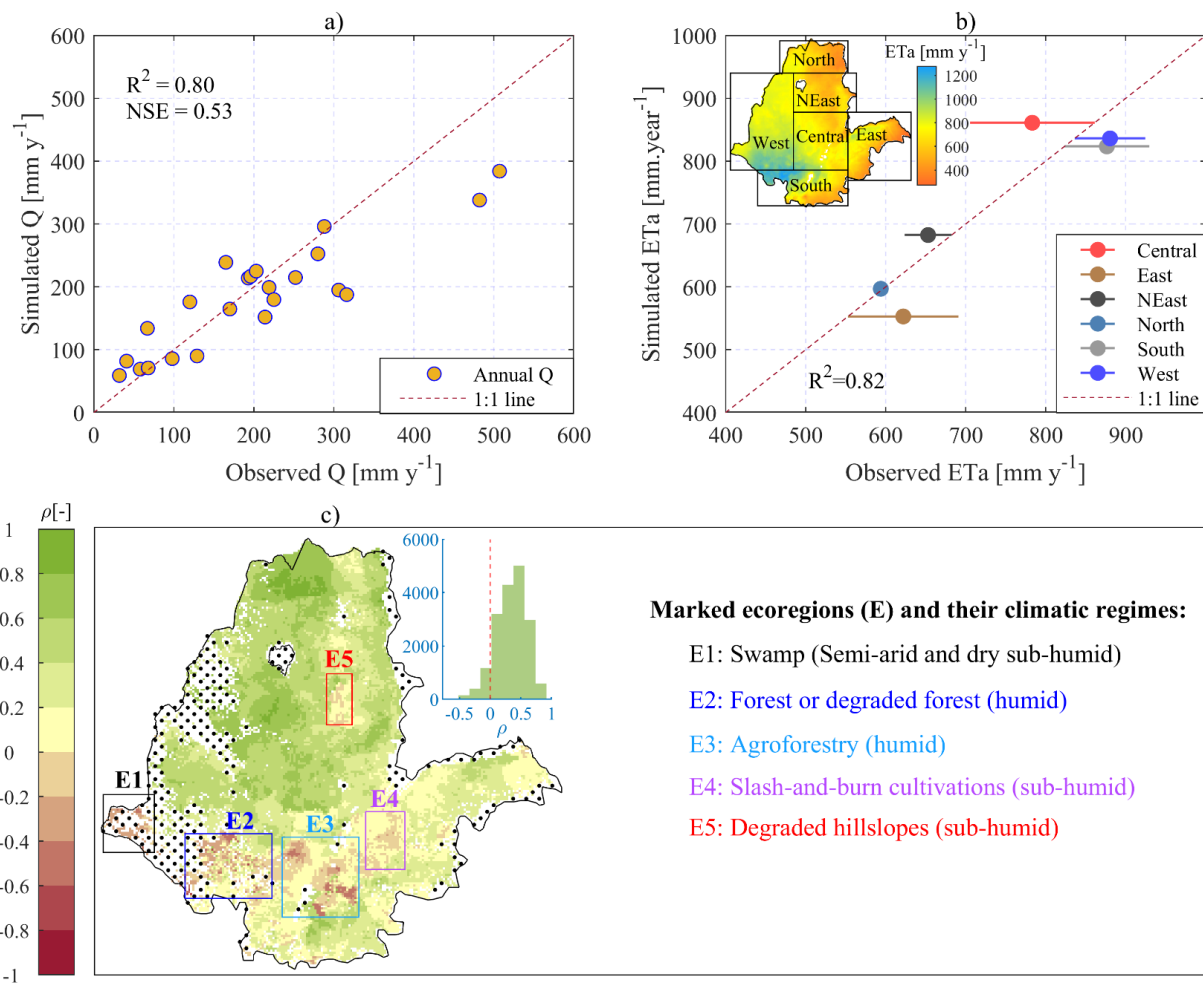 a)
600
500
400
300
200
100
0
0
100
200
300
400
500
600
Simulated Q [mm y⁻¹]
Observed Q [mm y⁻¹]
R² = 0.80
NSE = 0.53
Annual Q
1:1 line
b)
1000
900
800
700
600
500
400
400
500
600
700
800
900
Simulated ETa [mm.year⁻¹]
Observed ETa [mm y⁻¹]
ETa [mm y⁻¹]
1200
1000
800
600
400
North
NEast
West
Central
East
South
R²=0.82
Central
East
NEast
North
South
West
1:1 line
c)
ρ[-]
1
0.8
0.6
0.4
0.2
0
-0.2
-0.4
-0.6
-0.8
-1
6000
4000
2000
0
-0.5
0
0.5
1
ρ
E5
E1
E2
E3
E4
Marked ecoregions (E) and their climatic regimes:
E1: Swamp (Semi-arid and dry sub-humid)
E2: Forest or degraded forest (humid)
E3: Agroforestry (humid)
E4: Slash-and-burn cultivations (sub-humid)
E5: Degraded hillslopes (sub-humid)